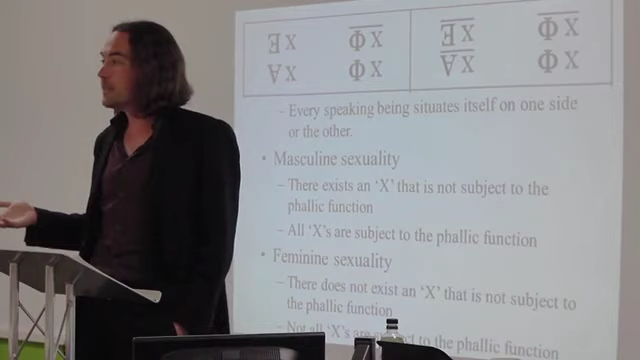 ∃X Φ̅X̅ ∃̅X̅ Φ̅X̅
∀X ΦX ∀̅X̅ ΦX
– Every speaking being situates itself on one side
or the other.
• Masculine sexuality
– There exists an ‘X’ that is not subject to the
phallic function
– All ‘X’s are subject to the phallic function
• Feminine sexuality
– There does not exist an ‘X’ that is not subject to
the phallic function
– Not all ‘X’s are subject to the phallic function